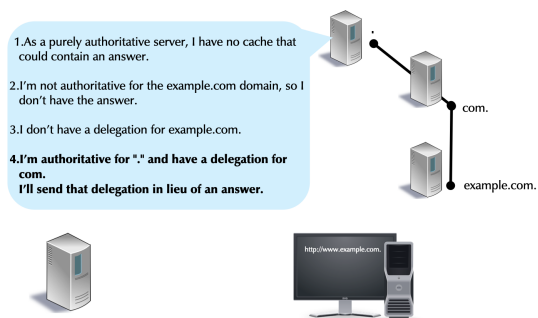 1.As a purely authoritative server, I have no cache that
could contain an answer.
2.I'm not authoritative for the example.com domain, so I
don't have the answer.
3.I don't have a delegation for example.com.
4.I'm authoritative for "." and have a delegation for
com.
I'll send that delegation in lieu of an answer.
.
com.
example.com.
http://www.example.com.